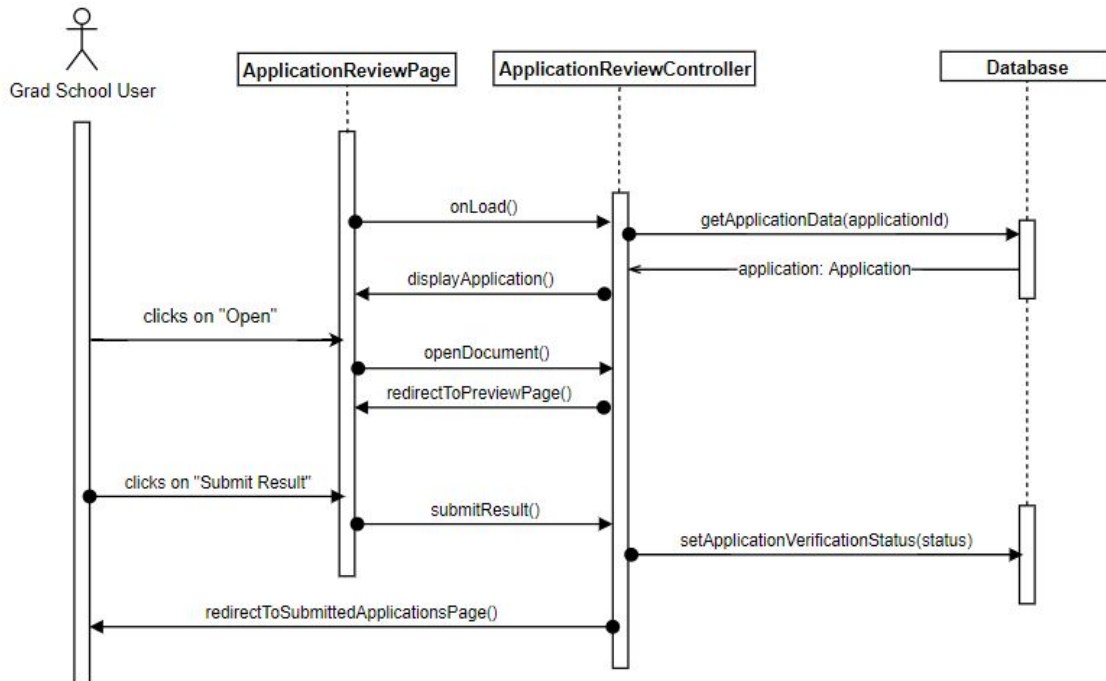 Grad School User
ApplicationReviewPage
ApplicationReviewController
Database
onLoad()
getApplicationData(applicationId)
application: Application
displayApplication()
clicks on "Open"
openDocument()
redirectToPreviewPage()
clicks on "Submit Result"
submitResult()
setApplicationVerificationStatus(status)
redirectToSubmittedApplicationsPage()